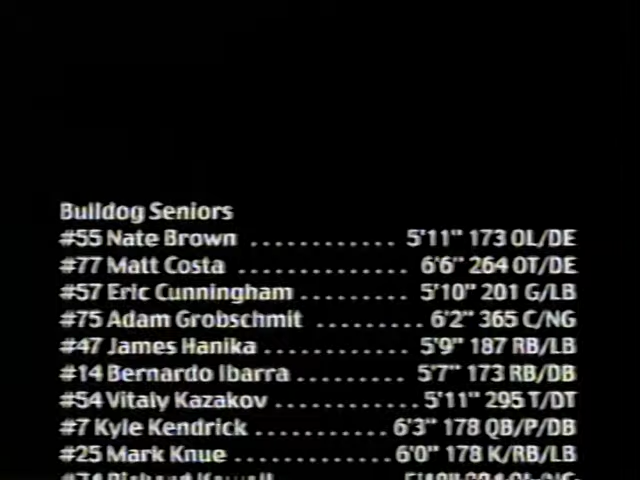 Bulldog Seniors
#55 Nate Brown ............. 5'11" 173 OL/DE
#77 Matt Costa .............. 6'6" 264 OT/DE
#57 Eric Cunningham ......... 5'10" 201 G/LB
#75 Adam Grobschmit ......... 6'2" 365 C/NG
#47 James Hanika ............ 5'9" 187 RB/LB
#14 Bernardo Ibarra ......... 5'7" 173 RB/DB
#54 Vitaly Kazakov ............ 5'11" 295 T/DT
#7 Kyle Kendrick ........... 6'3" 178 QB/P/DB
#25 Mark Knue .............. 6'0" 178 K/RB/LB